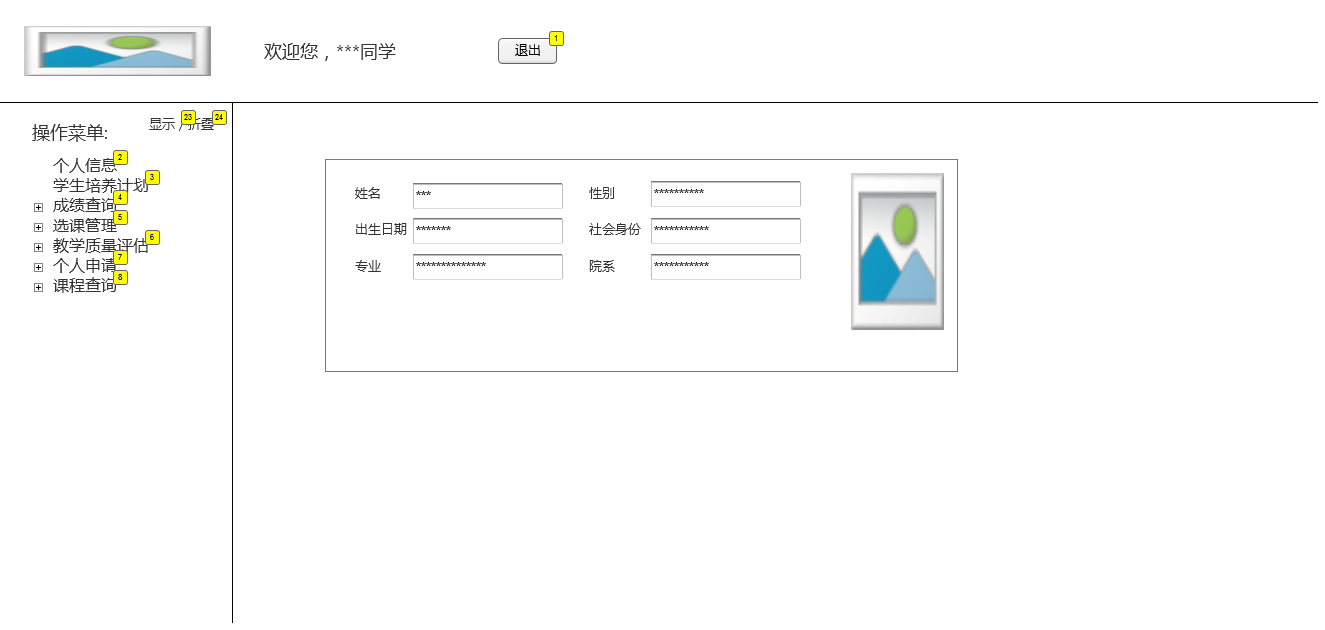 欢迎您，***同学
退出 1
显示 / 折叠 23 24
操作菜单:
个人信息 2
学生培养计划 3
成绩查询 4
选课管理 5
教学质量评估 6
个人申请 7
课程查询 8
姓名 *** 性别 **********
出生日期 ******* 社会身份 ***********
专业 ************** 院系 ***********